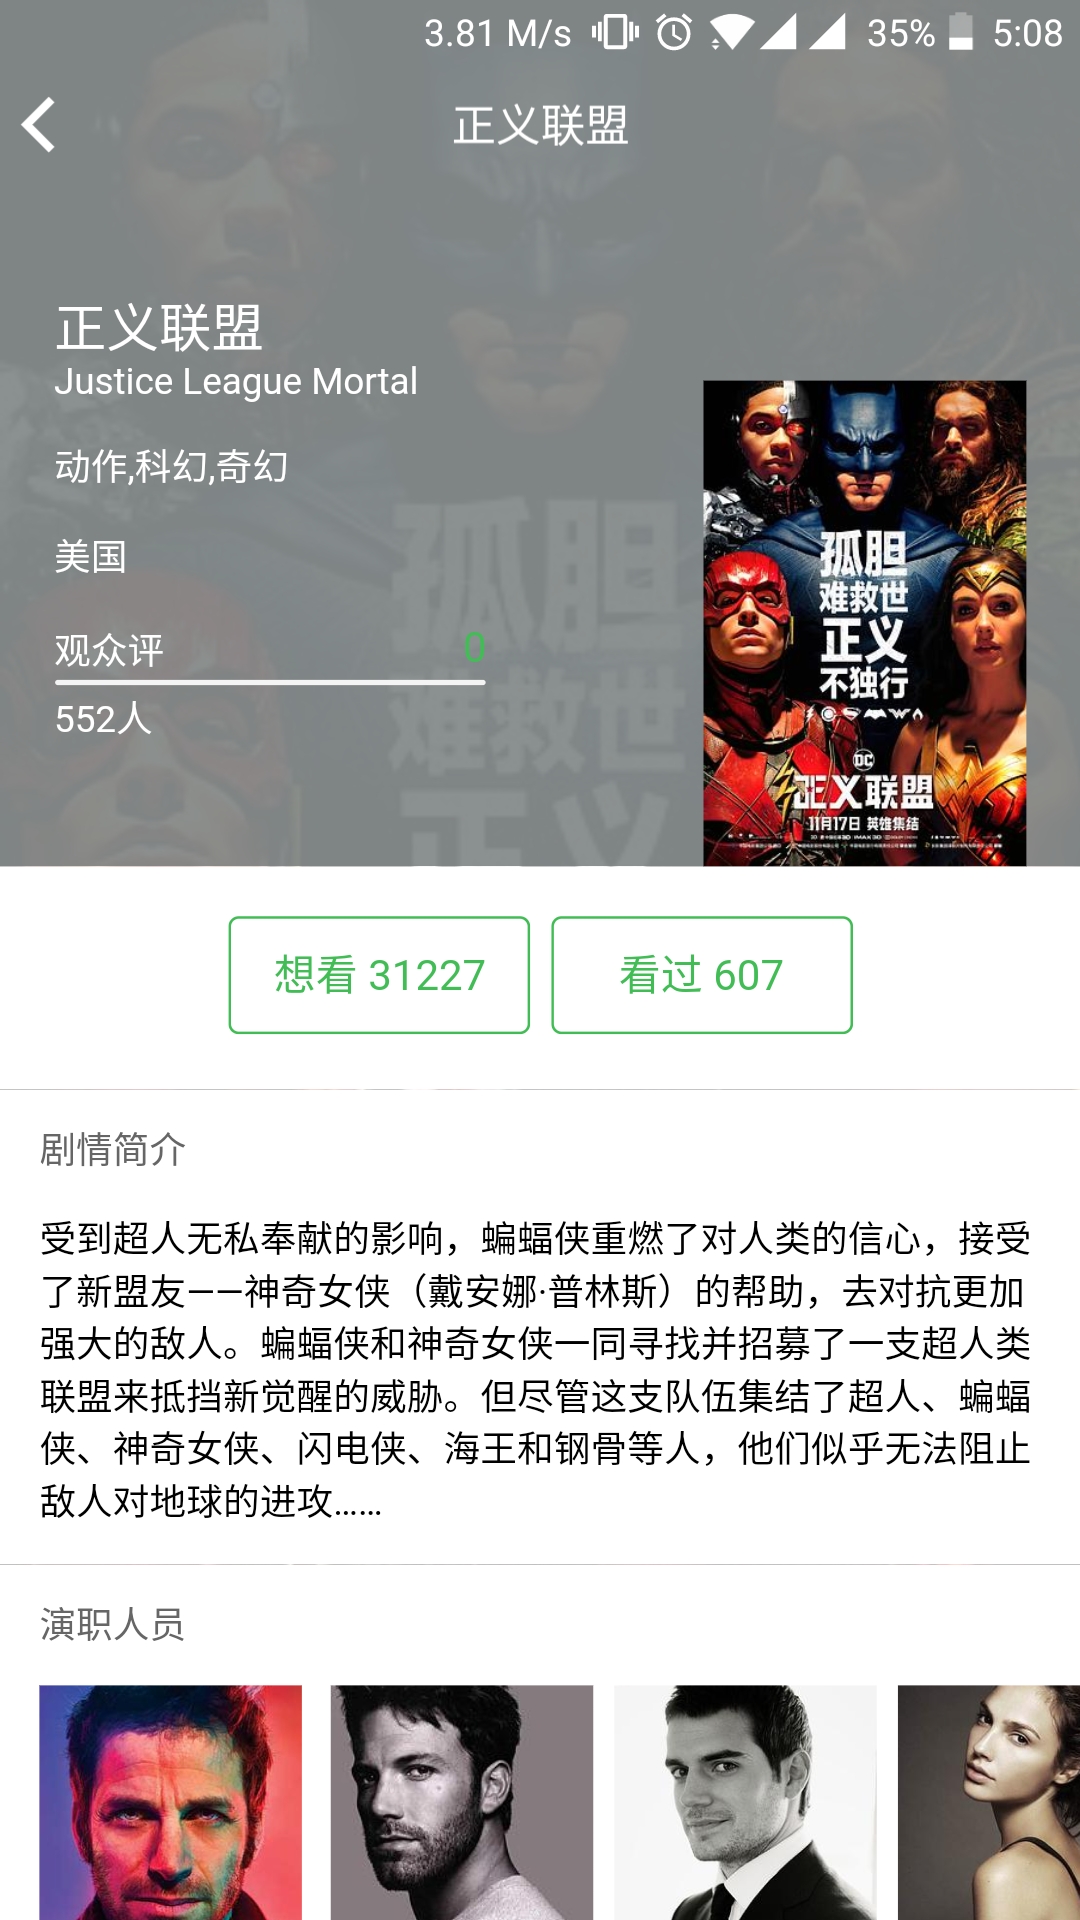 3.81 M/s 35% 5:08
正义联盟
正义联盟
Justice League Mortal
动作,科幻,奇幻
美国
观众评 0
552人
孤胆
难救世
正义
不独行
DC
正义联盟
11月17日 英雄集结
想看 31227 看过 607
剧情简介
受到超人无私奉献的影响，蝙蝠侠重燃了对人类的信心，接受
了新盟友——神奇女侠（戴安娜·普林斯）的帮助，去对抗更加
强大的敌人。蝙蝠侠和神奇女侠一同寻找并招募了一支超人类
联盟来抵挡新觉醒的威胁。但尽管这支队伍集结了超人、蝙蝠
侠、神奇女侠、闪电侠、海王和钢骨等人，他们似乎无法阻止
敌人对地球的进攻……
演职人员